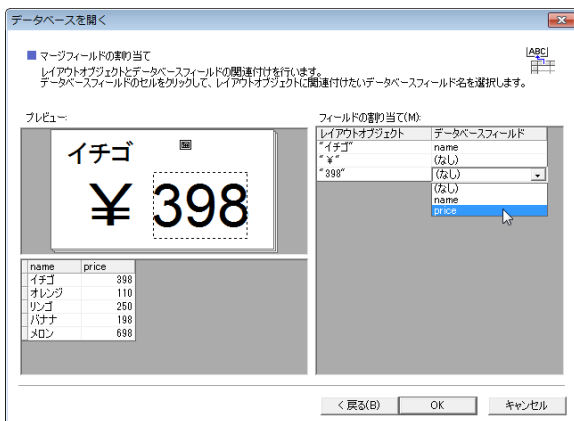 データベースを開く
マージフィールドの割り当て
レイアウトオブジェクトとデータベースフィールドの関連付けを行います。
データベースフィールドのセルをクリックして、レイアウトオブジェクトに関連付けたいデータベースフィールド名を選択します。
ABC
プレビュー:
イチゴ
¥ 398
name price
イチゴ 398
オレンジ 110
リンゴ 250
バナナ 198
メロン 698
フィールドの割り当て(M):
レイアウトオブジェクト データベースフィールド
"イチゴ" name
"¥" (なし)
"398" (なし)
(なし)
name
price
< 戻る(B) OK キャンセル